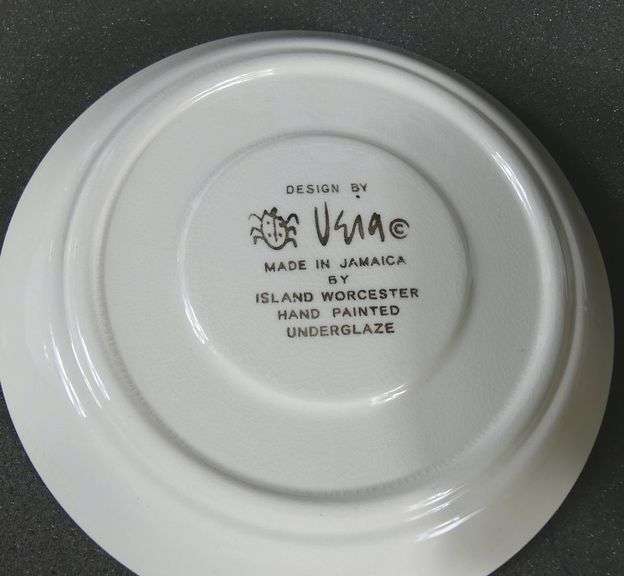 DESIGN BY
Vera ©
MADE IN JAMAICA
BY
ISLAND WORCESTER
HAND PAINTED
UNDERGLAZE